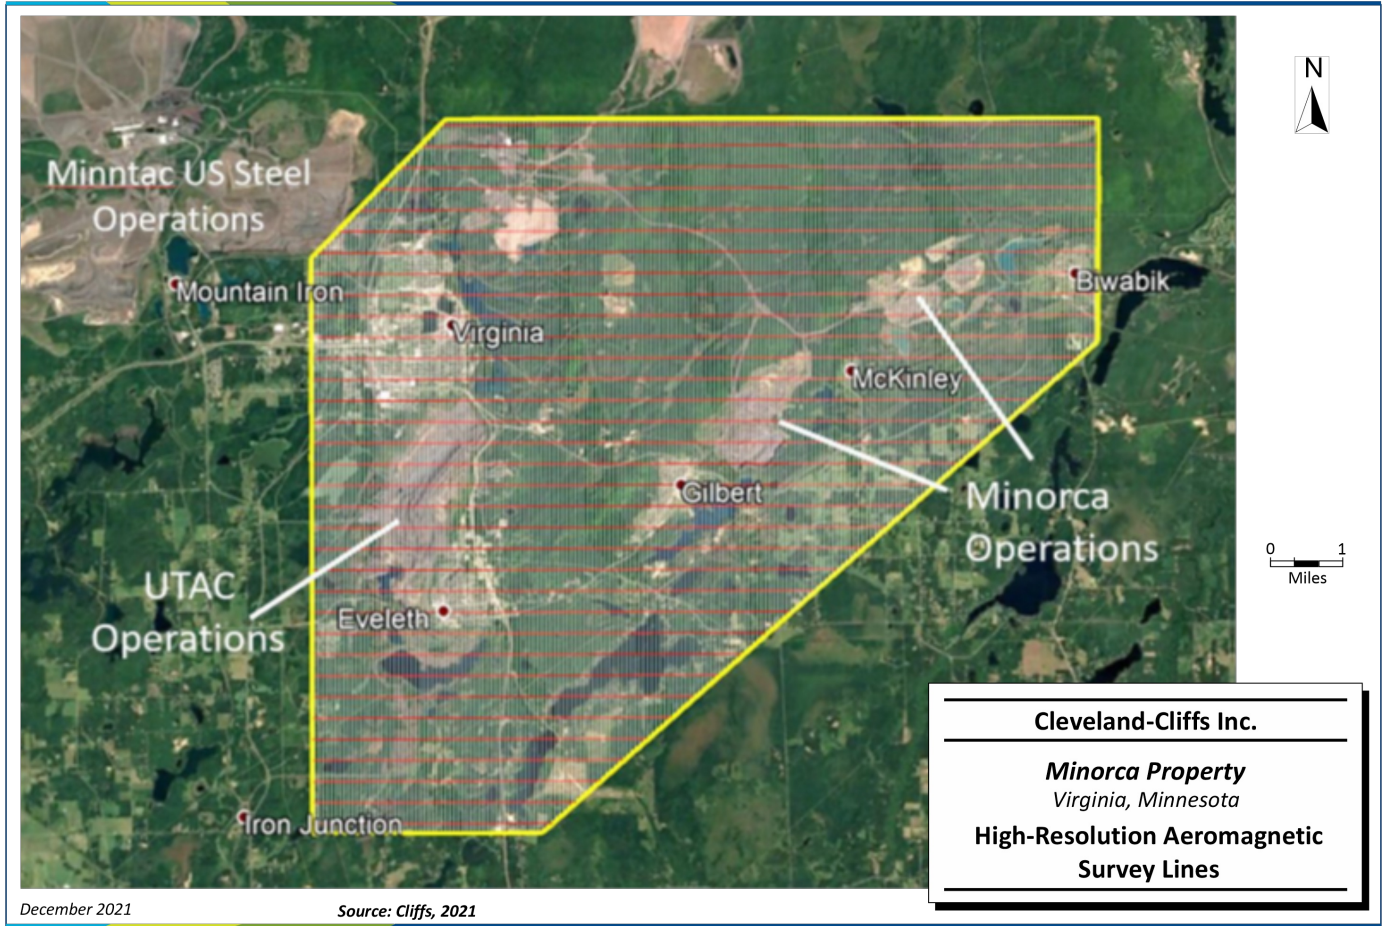 N
Minntac US Steel
Operations
Mountain Iron
Virginia
Biwabik
McKinley
Gilbert
Minorca
Operations
UTAC
Operations
Eveleth
Iron Junction
0 1
Miles
Cleveland-Cliffs Inc.
Minorca Property
Virginia, Minnesota
High-Resolution Aeromagnetic
Survey Lines
December 2021
Source: Cliffs, 2021